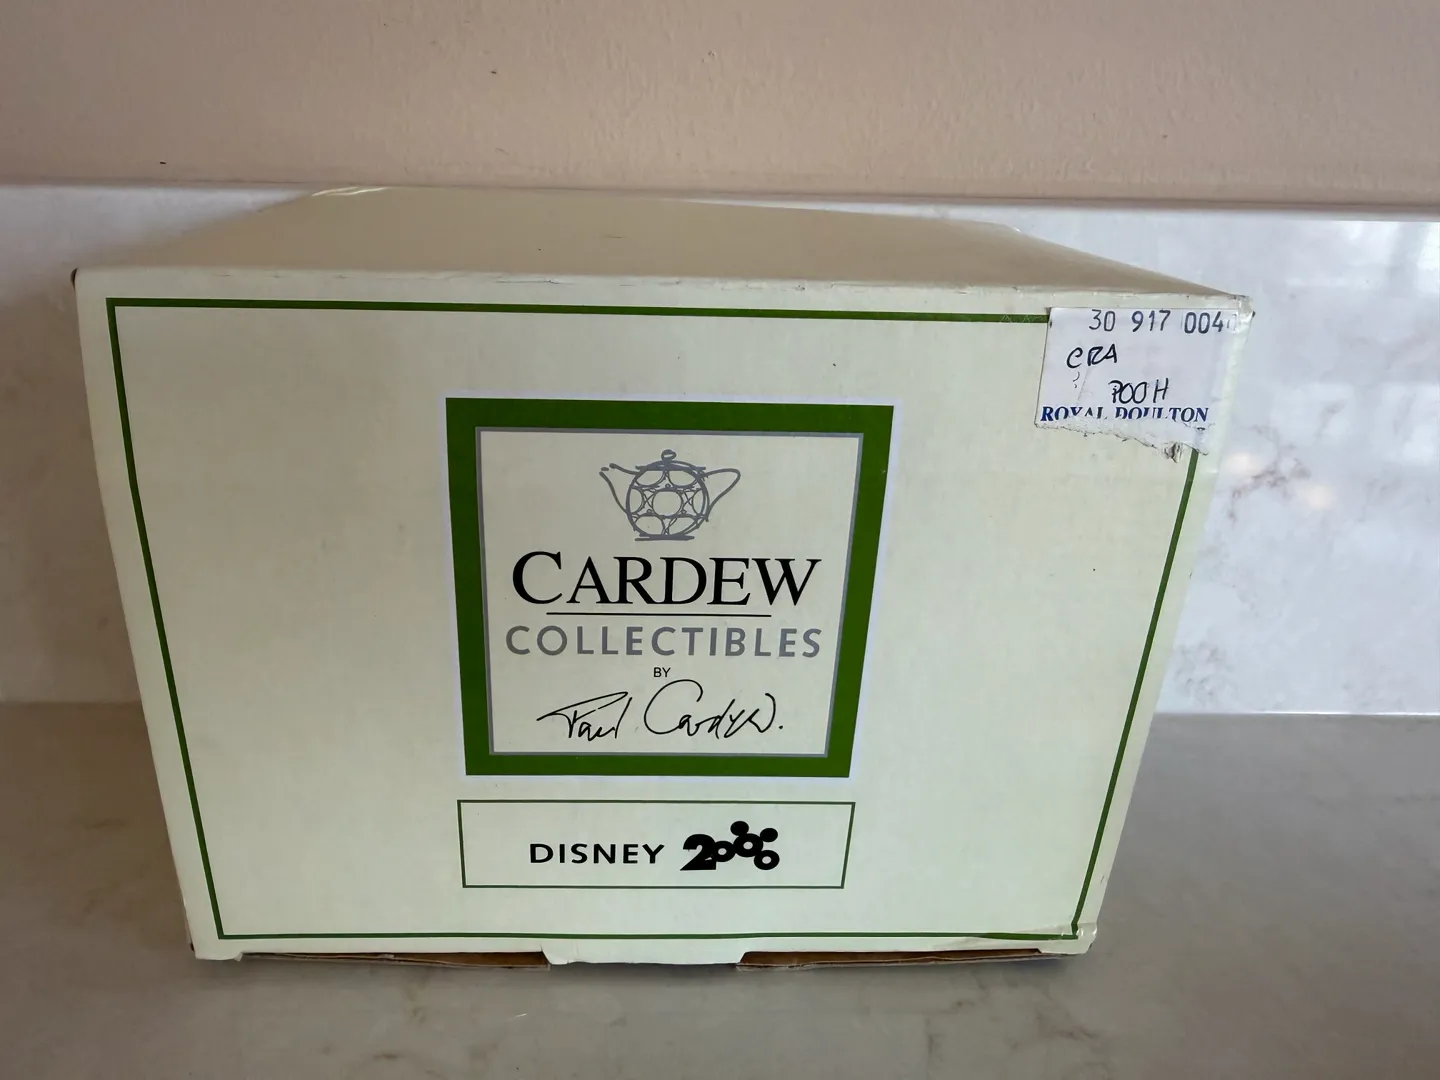 30 917 004
CRA
POOH
ROYAL DOULTON
CARDEW
COLLECTIBLES
BY
Paul Cardew.
DISNEY 2000